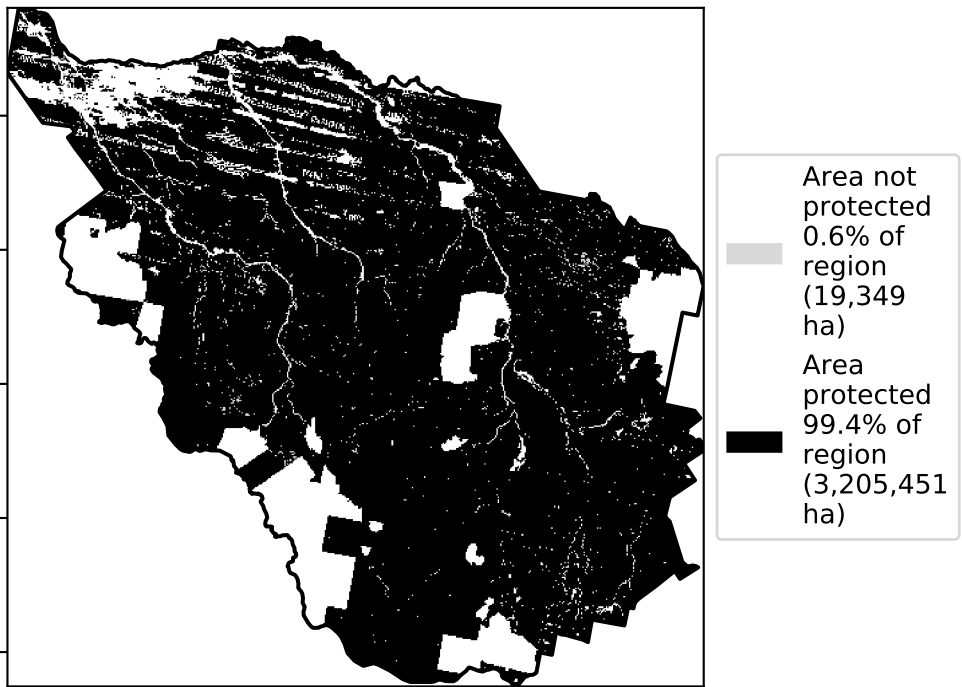 Area not
protected
0.6% of
region
(19,349
ha)
Area
protected
99.4% of
region
(3,205,451
ha)